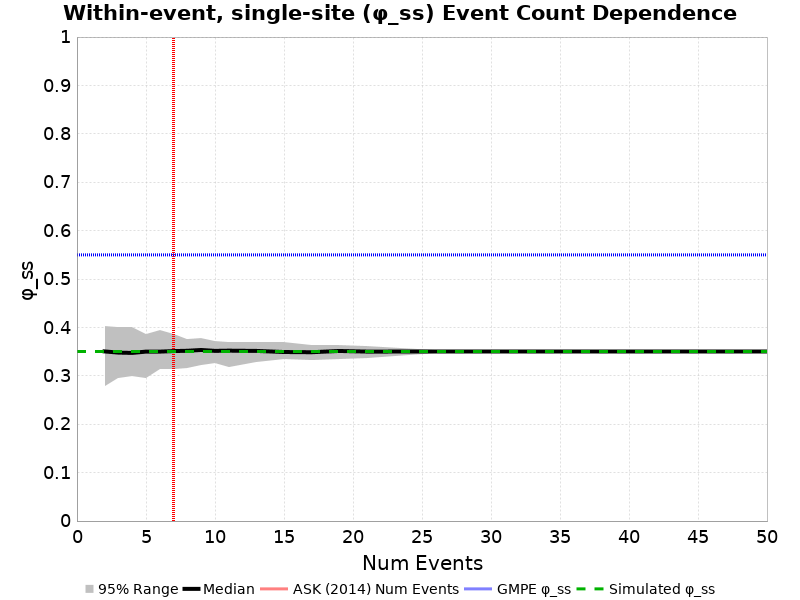 Within-event, single-site (φ_ss) Event Count Dependence
1
0.9
0.8
0.7
0.6
0.5
0.4
0.3
0.2
0.1
0
φ_ss
0 5 10 15 20 25 30 35 40 45 50
Num Events
95% Range Median ASK (2014) Num Events GMPE φ_ss Simulated φ_ss